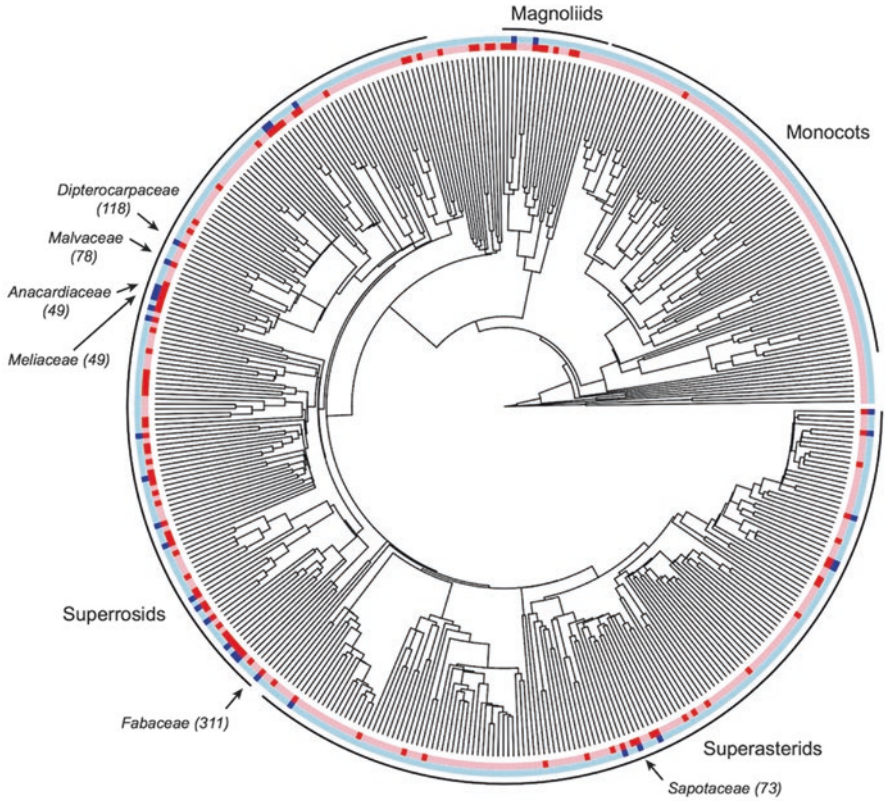 Magnoliids
Monocots
Dipterocarpaceae
(118)
Malvaceae
(78)
Anacardiaceae
(49)
Meliaceae (49)
Superrosids
Fabaceae (311)
Superasterids
Sapotaceae (73)